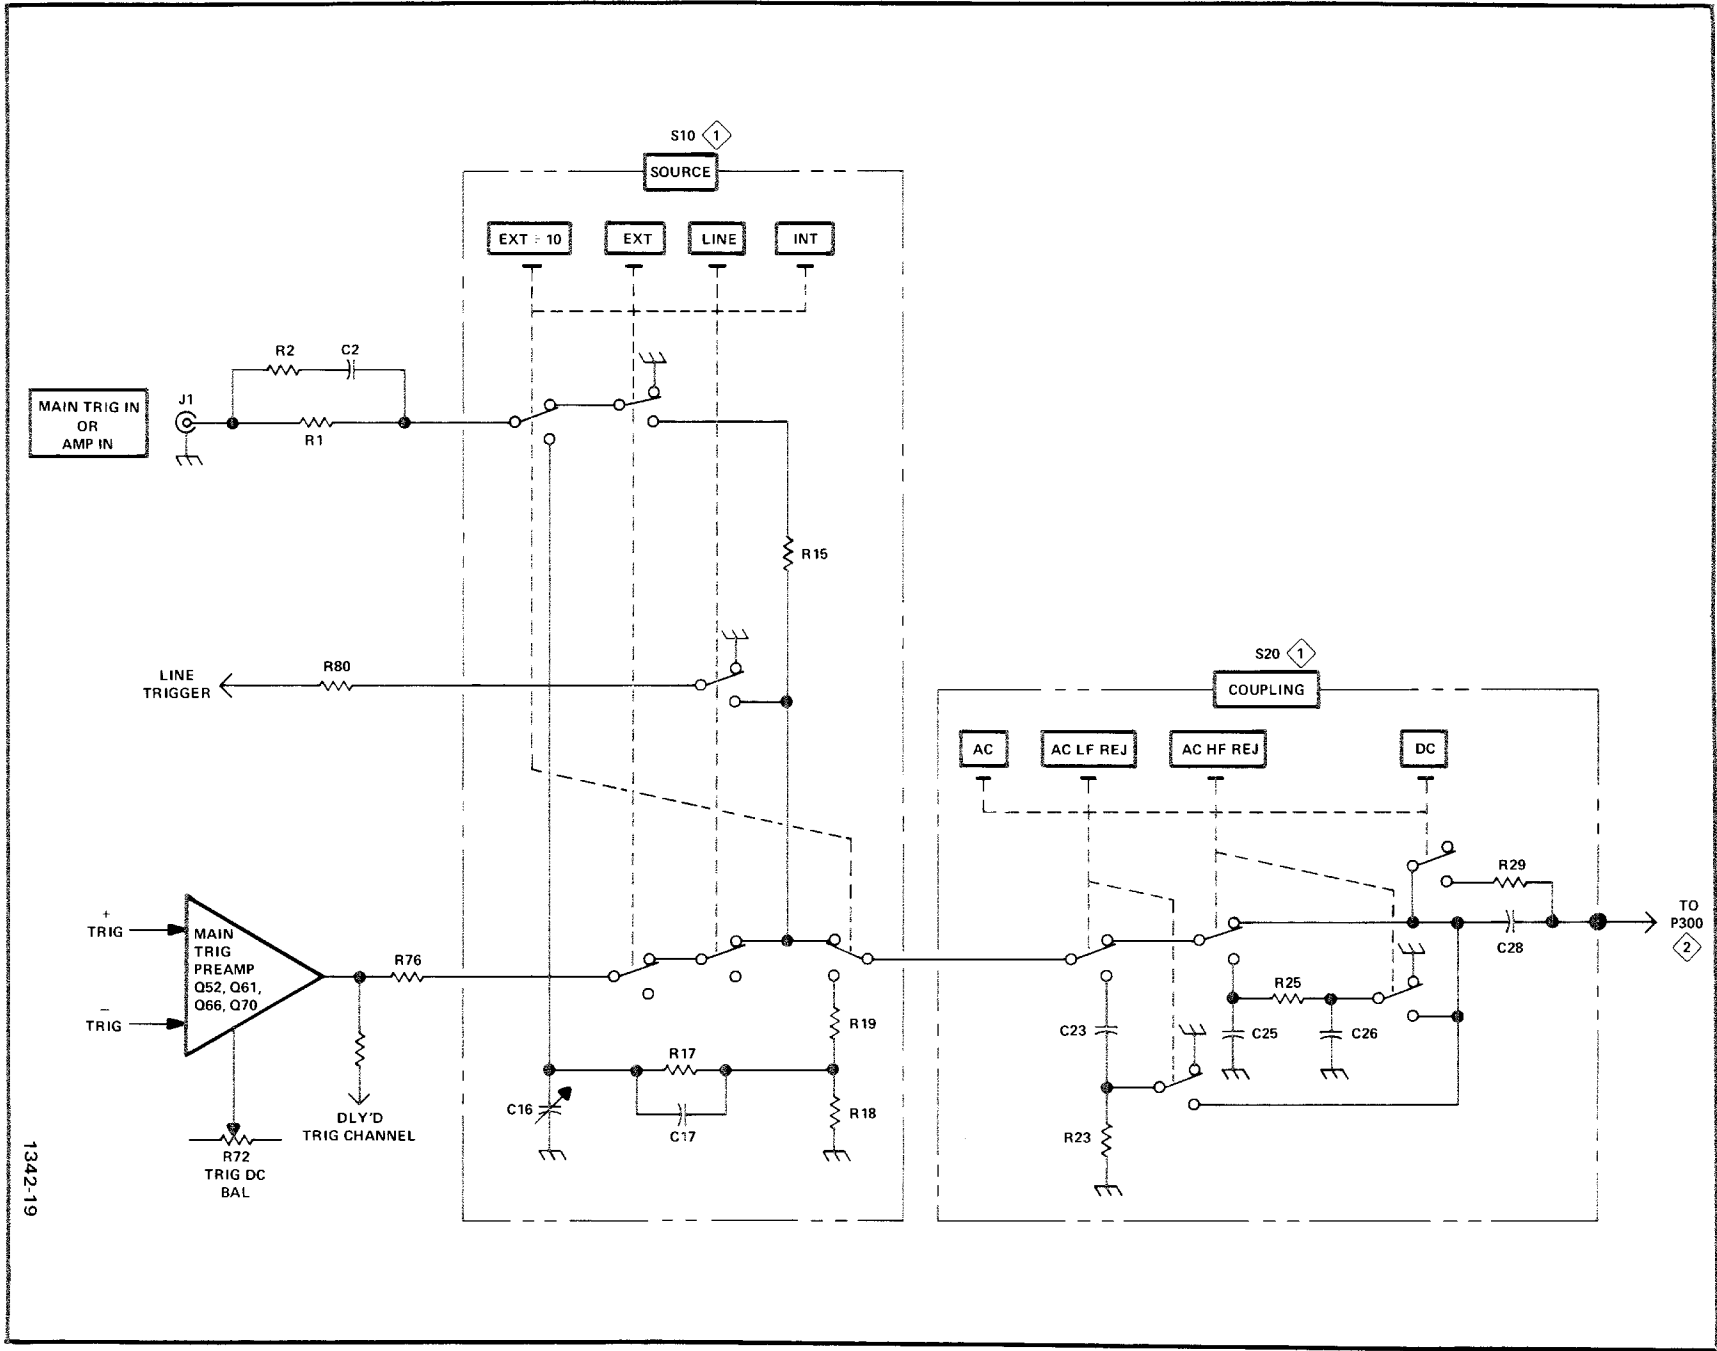 S10 1
SOURCE
EXT ÷ 10
EXT
LINE
INT
R2
C2
J1
MAIN TRIG IN
OR
AMP IN
R1
R15
LINE
TRIGGER
R80
S20 1
COUPLING
AC
AC LF REJ
AC HF REJ
DC
R29
C28
TO
P300
2
+
TRIG
−
TRIG
MAIN
TRIG
PREAMP
Q52, Q61,
Q66, Q70
R76
R19
R17
C16
C17
R18
R25
C23
C25
C26
R23
DLY'D
TRIG CHANNEL
R72
TRIG DC
BAL
1342-19